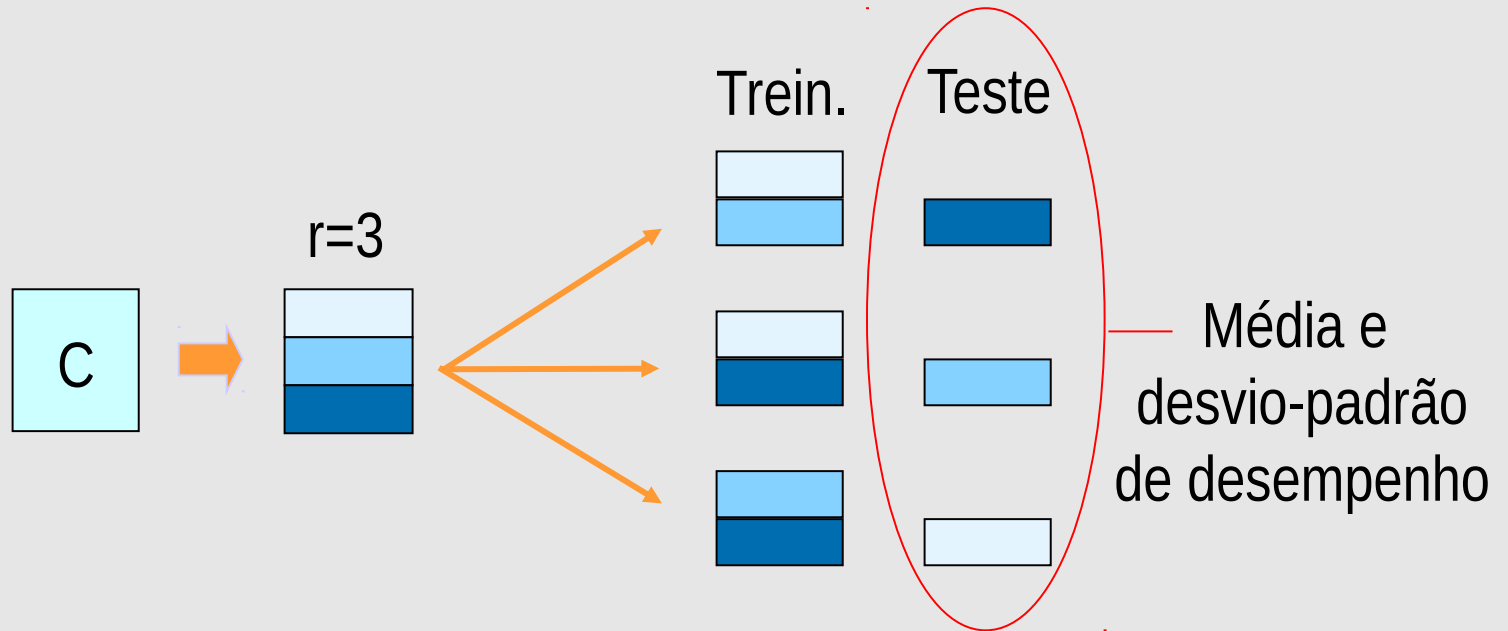 C
r=3
Trein.
Teste
Média e
desvio-padrão
de desempenho